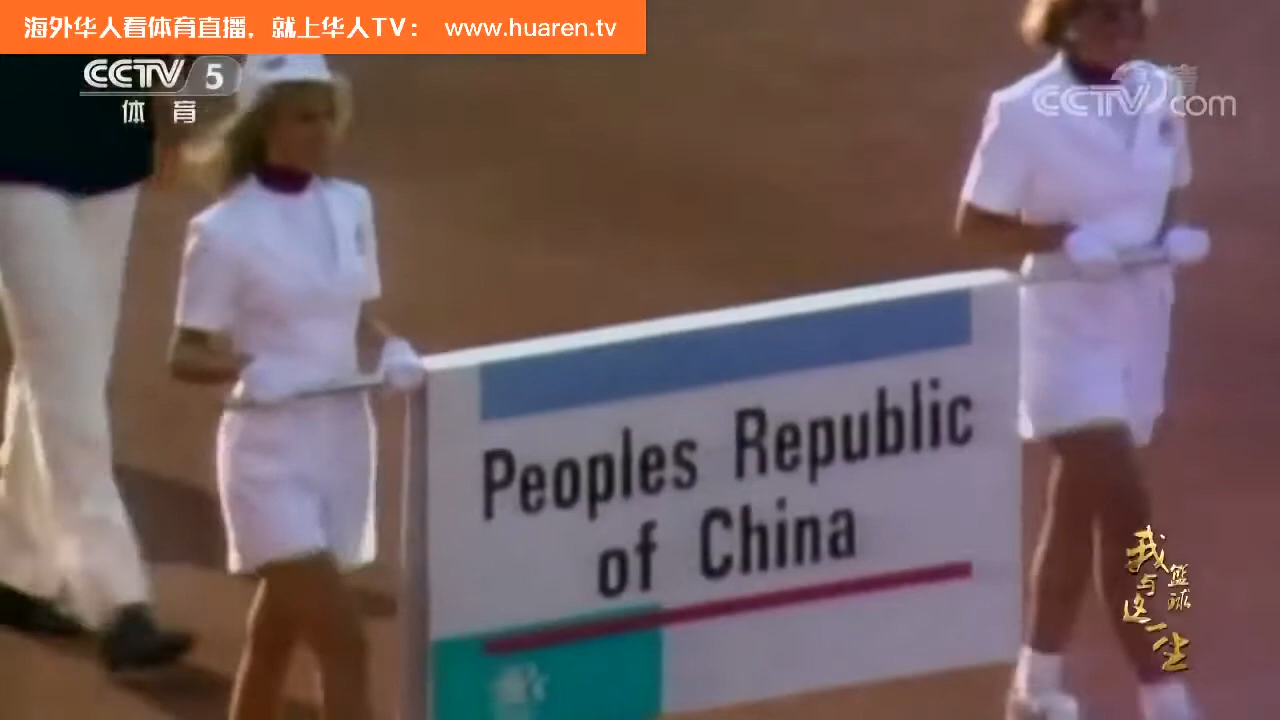 海外华人看体育直播，就上华人TV： www.huaren.tv
CCTV 5
体育
CCTV
com
Peoples Republic
of China
我与篮球
这一生